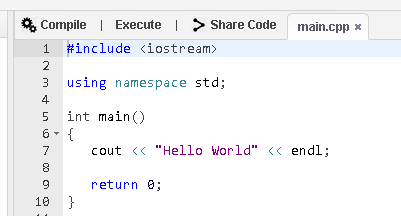 Compile | Execute | > Share Code main.cpp ×
1 #include <iostream>
2
3 using namespace std;
4
5 int main()
6 {
7 cout << "Hello World" << endl;
8
9 return 0;
10 }